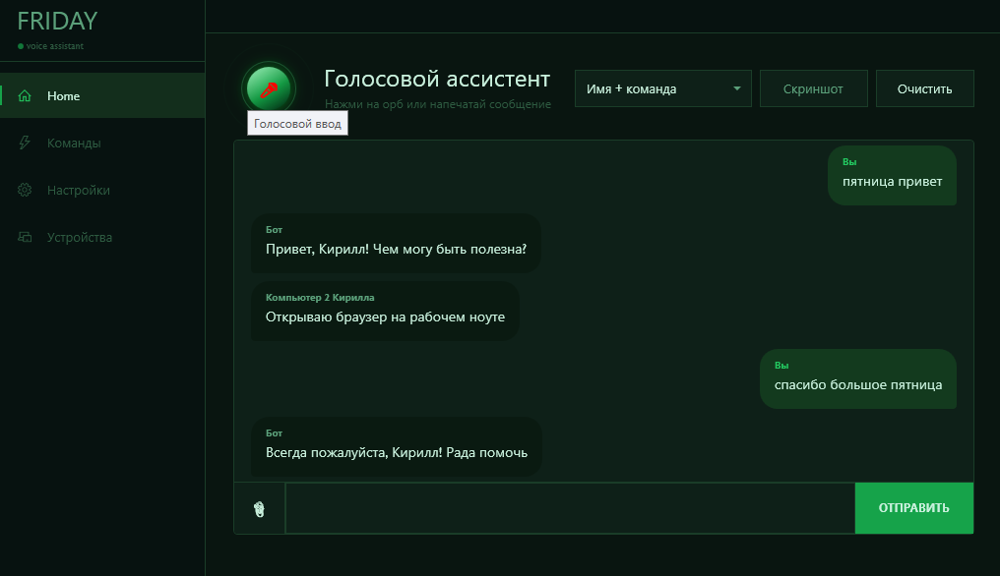 FRIDAY
voice assistant
Home
Команды
Настройки
Устройства
Голосовой ассистент
Нажми на орб или напечатай сообщение
Голосовой ввод
Имя + команда
Скриншот
Очистить
Вы
пятница привет
Бот
Привет, Кирилл! Чем могу быть полезна?
Компьютер 2 Кирилла
Открываю браузер на рабочем ноуте
Вы
спасибо большое пятница
Бот
Всегда пожалуйста, Кирилл! Рада помочь
ОТПРАВИТЬ